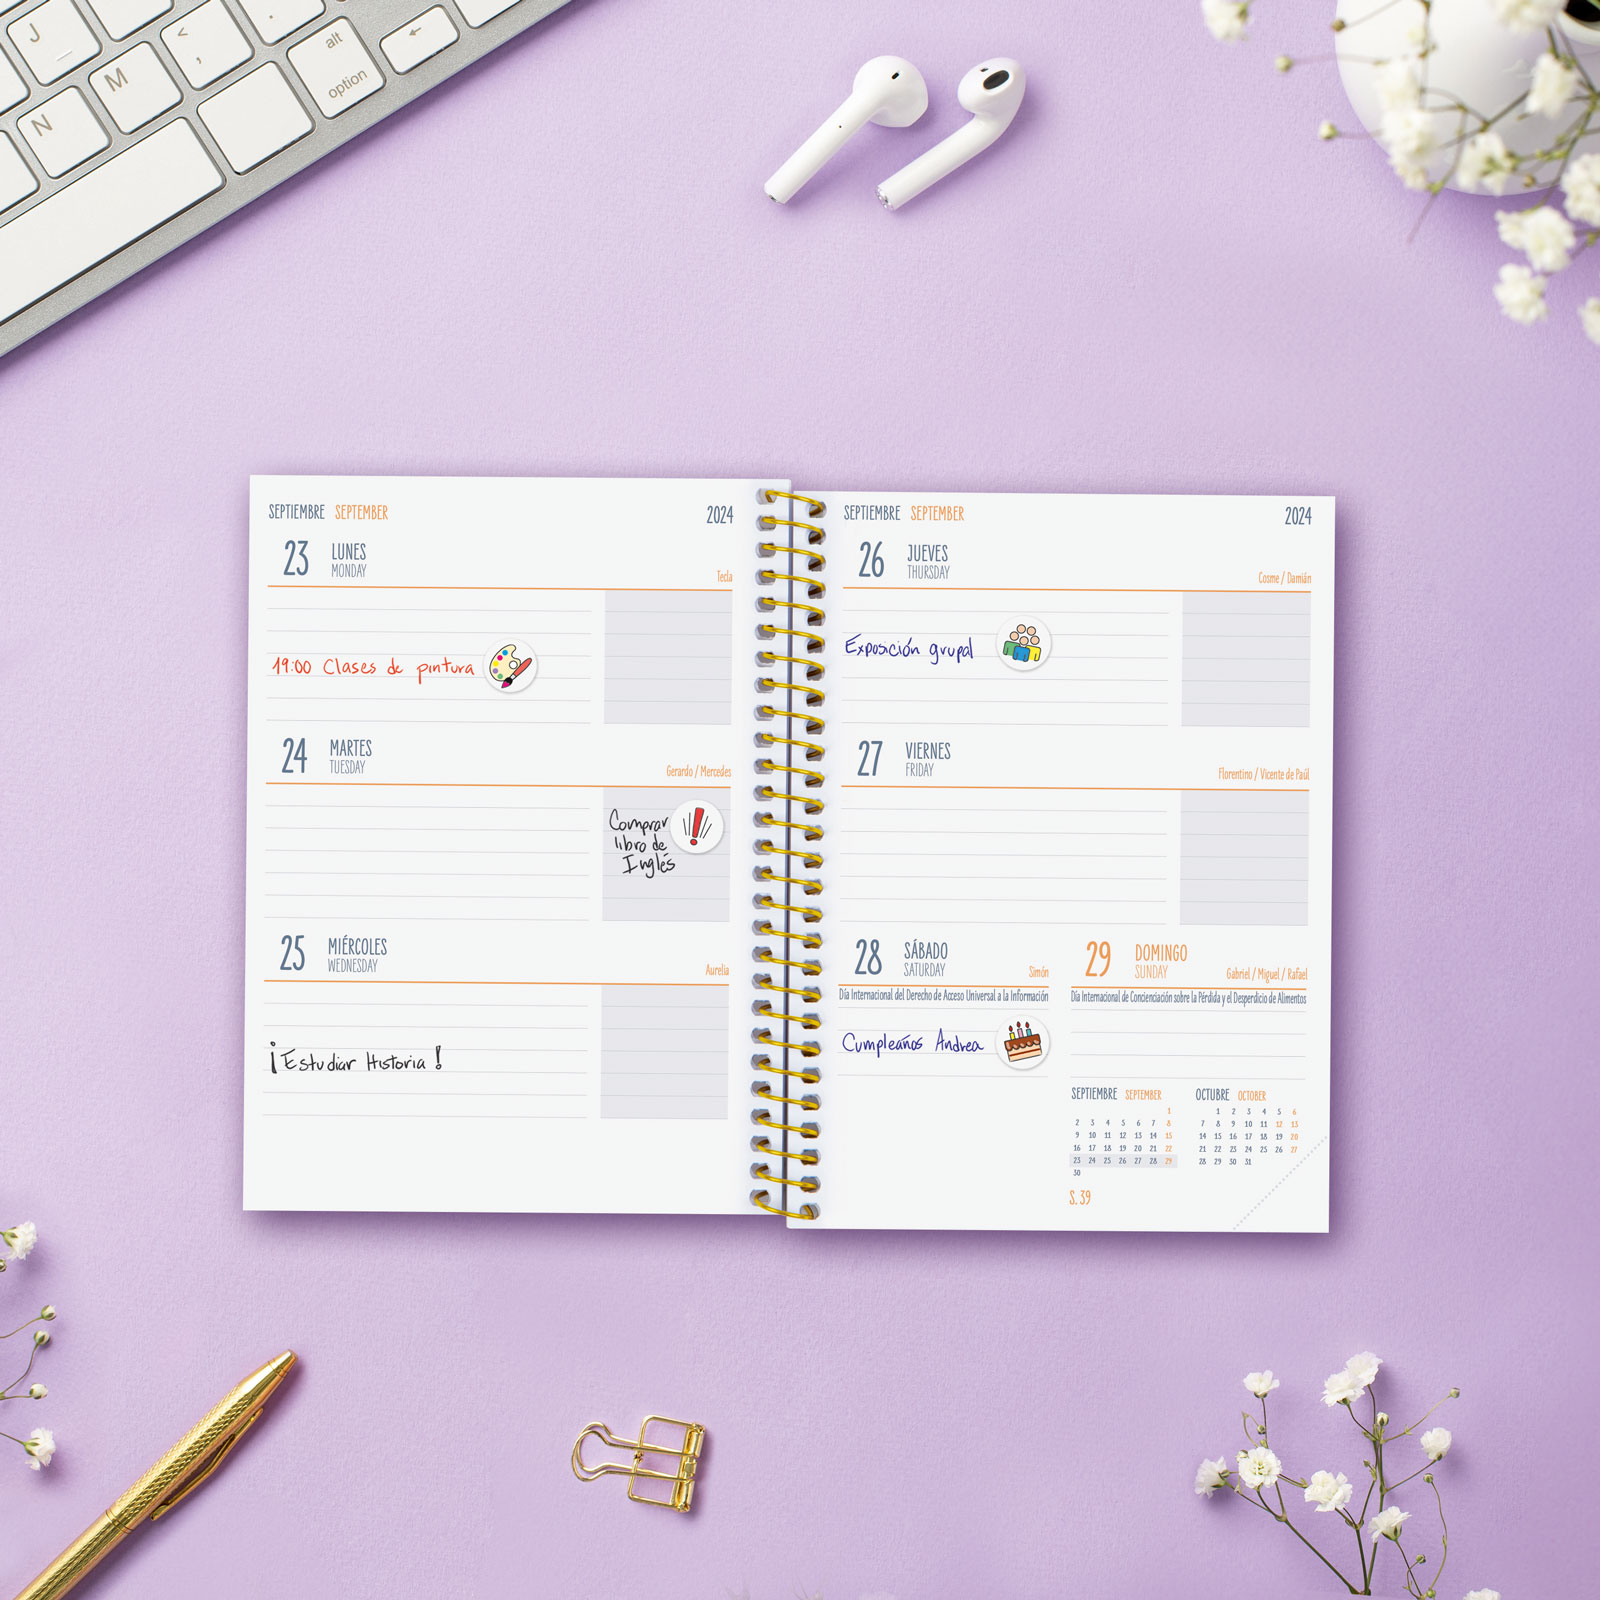 J
M
N
<
,
alt
option
←
SEPTIEMBRE SEPTEMBER 2024
23 LUNES
MONDAY
Tecla
19:00 Clases de pintura
24 MARTES
TUESDAY
Gerardo / Mercedes
Comprar
libro de
Inglés
25 MIÉRCOLES
WEDNESDAY
Aurelia
¡Estudiar Historia!
SEPTIEMBRE SEPTEMBER 2024
26 JUEVES
THURSDAY
Cosme / Damián
Exposición grupal
27 VIERNES
FRIDAY
Florentino / Vicente de Paúl
28 SÁBADO
SATURDAY
Simón
Día Internacional del Derecho de Acceso Universal a la Información
Cumpleaños Andrea
29 DOMINGO
SUNDAY
Gabriel / Miguel / Rafael
Día Internacional de Concienciación sobre la Pérdida y el Desperdicio de Alimentos
SEPTIEMBRE SEPTEMBER
1
2 3 4 5 6 7 8
9 10 11 12 13 14 15
16 17 18 19 20 21 22
23 24 25 26 27 28 29
30
OCTUBRE OCTOBER
1 2 3 4 5 6
7 8 9 10 11 12 13
14 15 16 17 18 19 20
21 22 23 24 25 26 27
28 29 30 31
S. 39